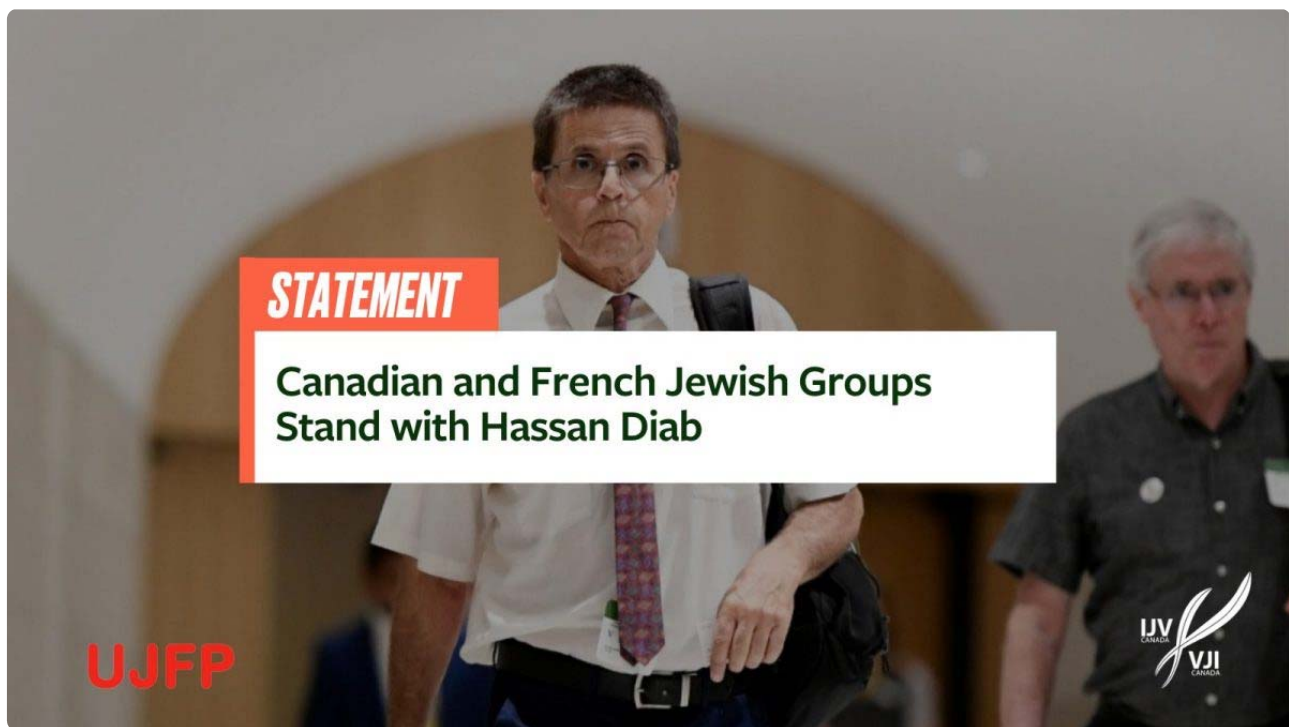 STATEMENT
Canadian and French Jewish Groups
Stand with Hassan Diab
UJFP
IJV
CANADA
VJI
CANADA